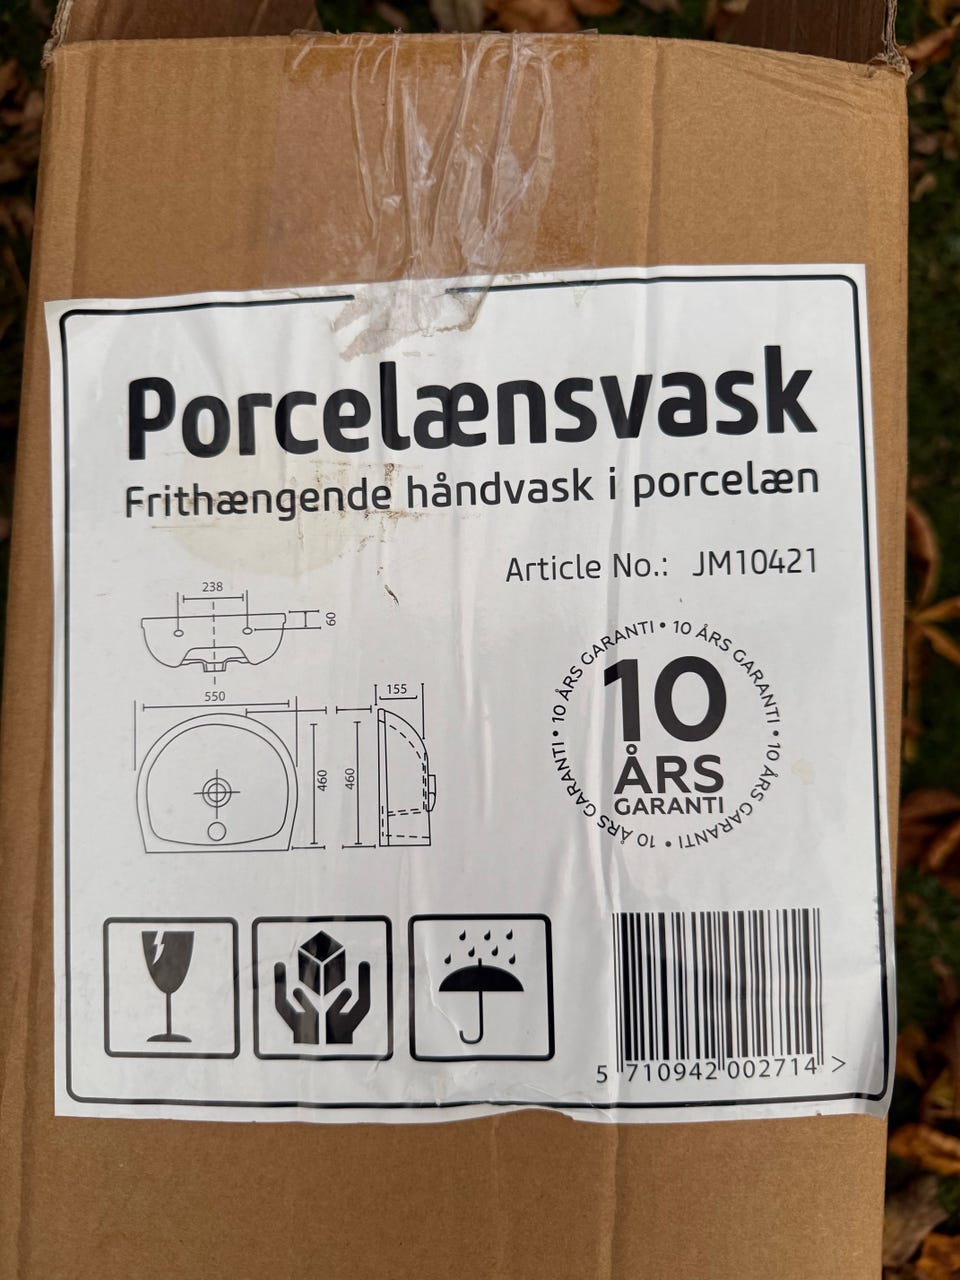 Porcelænsvask
Frithængende håndvask i porcelæn
Article No.: JM10421
238
60
550
155
460
460
10 ÅRS GARANTI • 10 ÅRS GARANTI • 10 ÅRS GARANTI • 10 ÅRS GARANTI •
10
ÅRS
GARANTI
5 710942 002714 >